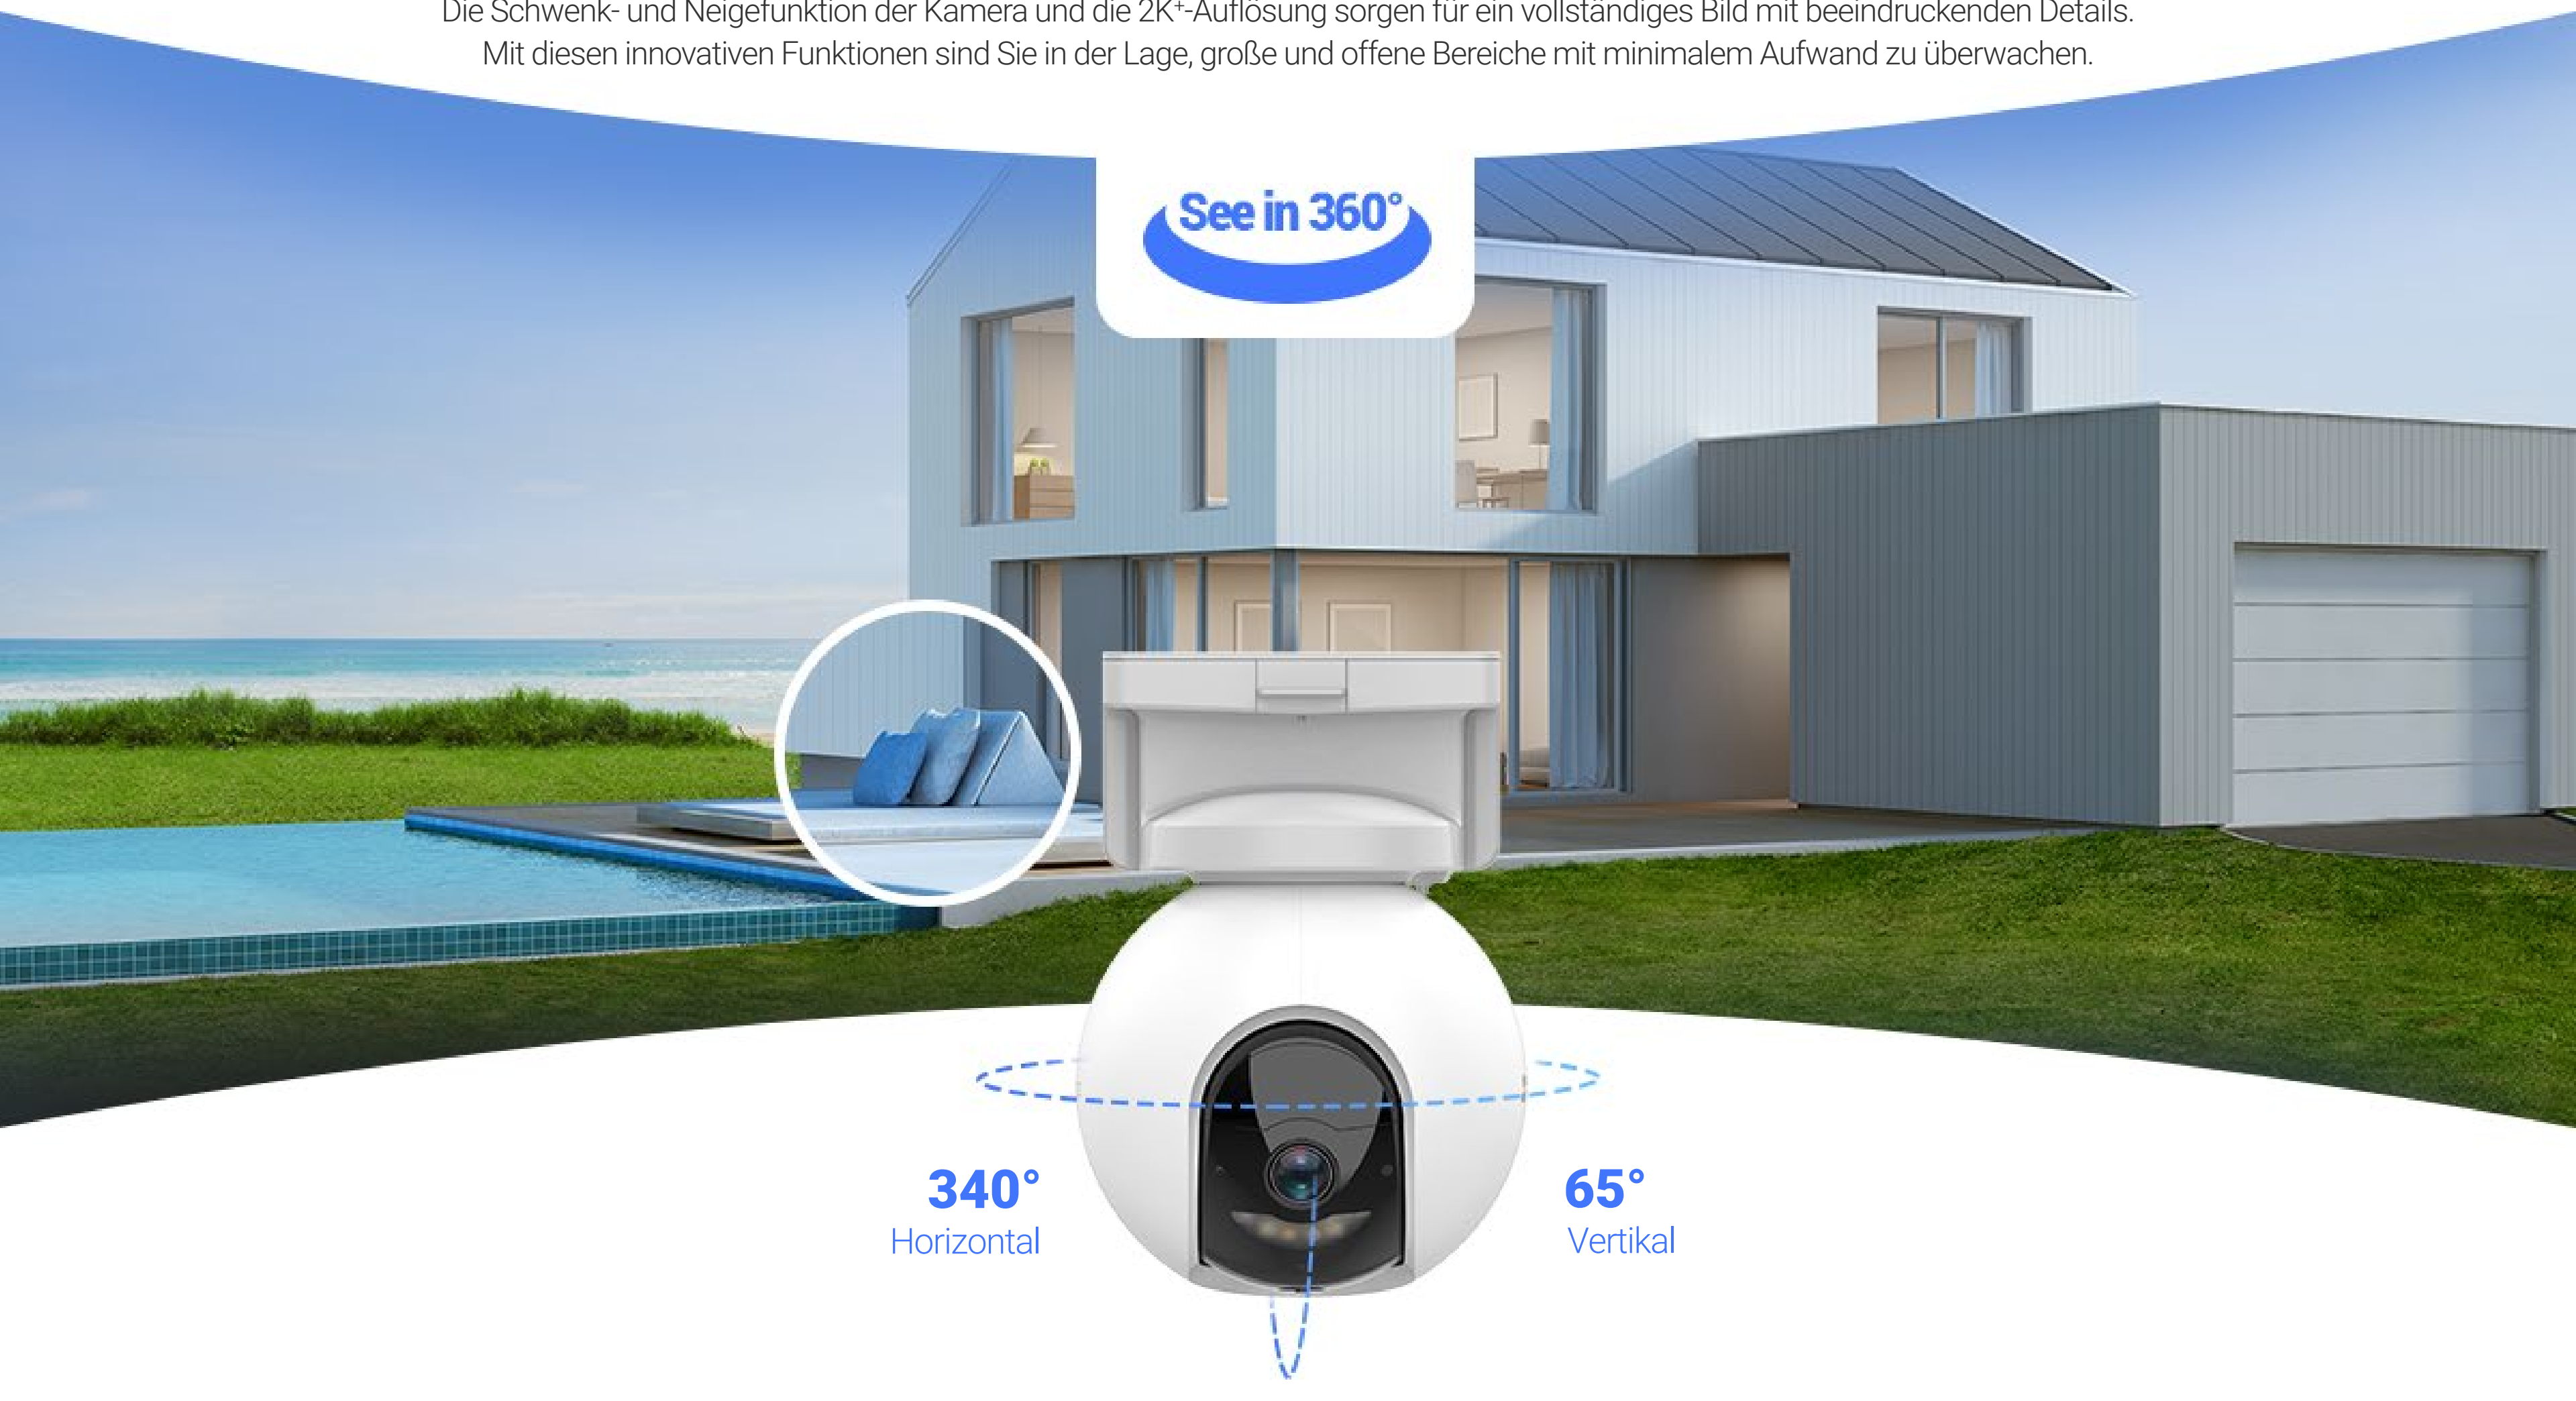 Die Schwenk- und Neigefunktion der Kamera und die 2K⁺-Auflösung sorgen für ein vollständiges Bild mit beeindruckenden Details.
Mit diesen innovativen Funktionen sind Sie in der Lage, große und offene Bereiche mit minimalem Aufwand zu überwachen.
See in 360°
340°
Horizontal
65°
Vertikal